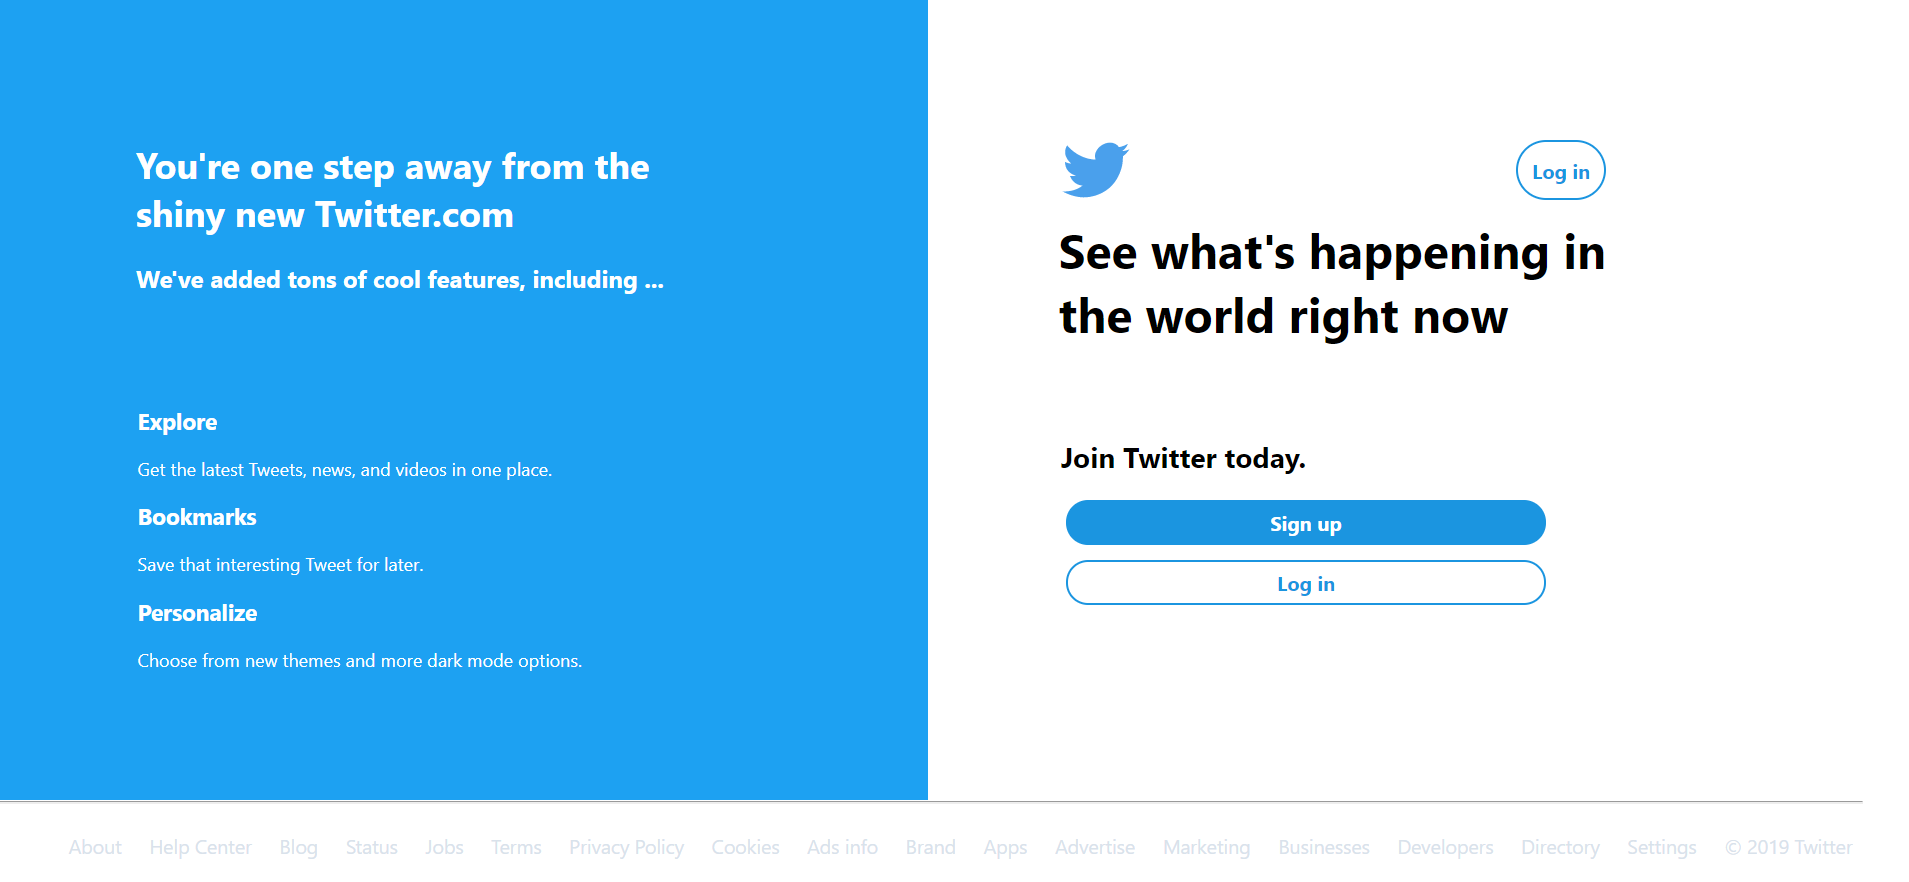 You're one step away from the
shiny new Twitter.com
We've added tons of cool features, including ...
Explore
Get the latest Tweets, news, and videos in one place.
Bookmarks
Save that interesting Tweet for later.
Personalize
Choose from new themes and more dark mode options.
Log in
See what's happening in
the world right now
Join Twitter today.
Sign up
Log in
About Help Center Blog Status Jobs Terms Privacy Policy Cookies Ads info Brand Apps Advertise Marketing Businesses Developers Directory Settings © 2019 Twitter